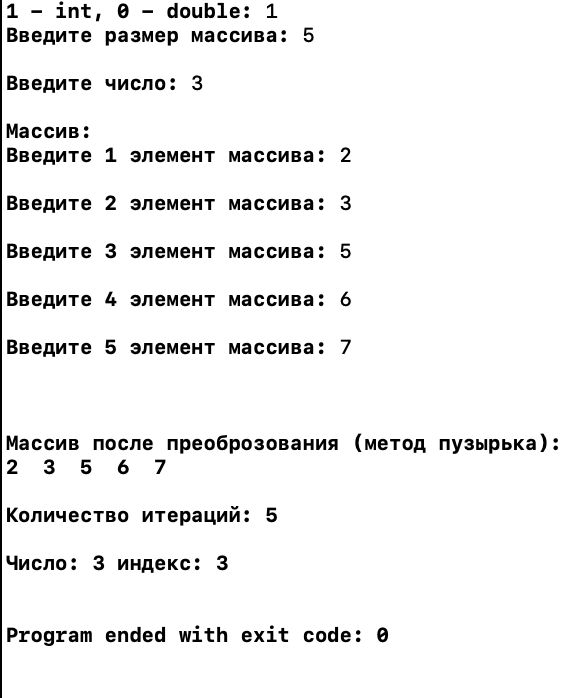 1 – int, 0 – double: 1
Введите размер массива: 5
Введите число: 3
Массив:
Введите 1 элемент массива: 2
Введите 2 элемент массива: 3
Введите 3 элемент массива: 5
Введите 4 элемент массива: 6
Введите 5 элемент массива: 7
Массив после преоброзования (метод пузырька):
2  3  5  6  7
Количество итераций: 5
Число: 3 индекс: 3
Program ended with exit code: 0